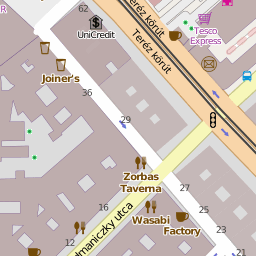 R
62
Teréz körút
Tesco
Express
UniCredit
Teréz körút
Joiner's
36
29
Zorbas
Taverna
27
25
Wasabi
Factory
23
16
lmaniczky utca
12
21